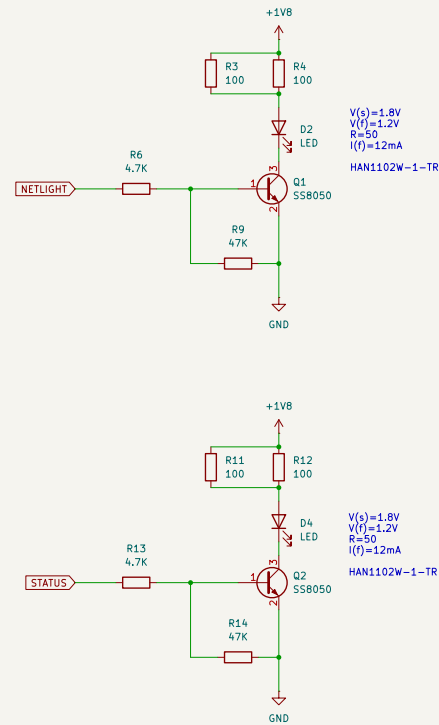 +1V8
R3
100
R4
100
D2
LED
V(s)=1.8V
V(f)=1.2V
R=50
I(f)=12mA
HAN1102W-1-TR
R6
4.7K
NETLIGHT
1
3
2
Q1
SS8050
R9
47K
GND
+1V8
R11
100
R12
100
D4
LED
V(s)=1.8V
V(f)=1.2V
R=50
I(f)=12mA
HAN1102W-1-TR
R13
4.7K
STATUS
1
3
2
Q2
SS8050
R14
47K
GND